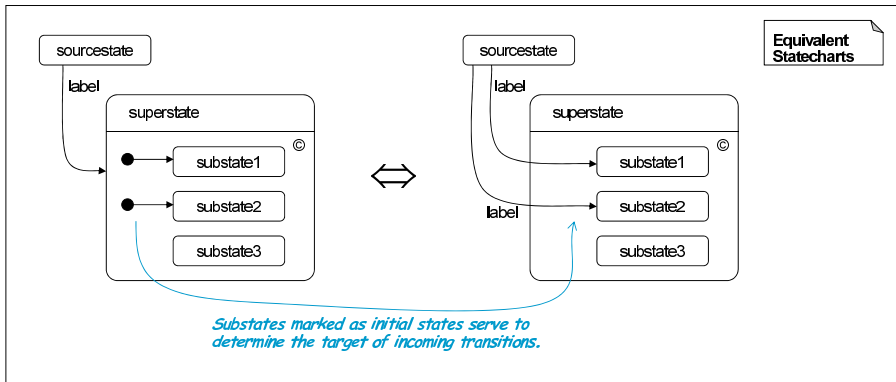 sourcestate
label
superstate
©
substate1
substate2
substate3
sourcestate
label
superstate
©
substate1
substate2
label
substate3
Equivalent
Statecharts
Substates marked as initial states serve to
determine the target of incoming transitions.